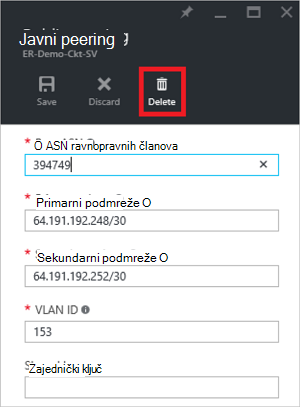 Javni peering
ER-Demo-Ckt-SV
Save Discard Delete
* O ASN ravnopravnih članova
394749
* Primarni podmreže O
64.191.192.248/30
* Sekundarni podmreže O
64.191.192.252/30
* VLAN ID
153
Zajednički ključ